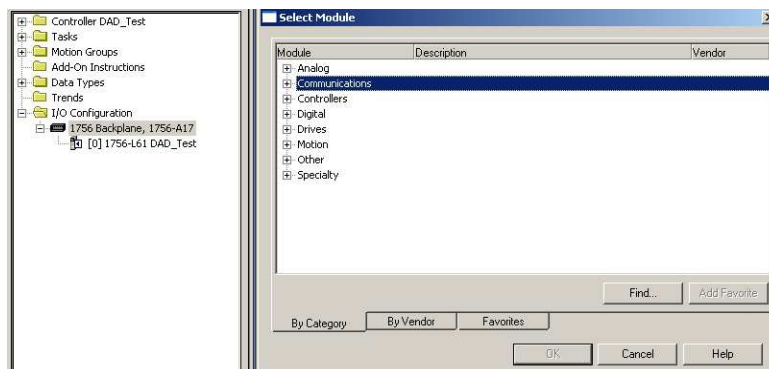 Controller DAD_Test
Tasks
Motion Groups
Add-On Instructions
Data Types
Trends
I/O Configuration
1756 Backplane, 1756-A17
[0] 1756-L61 DAD_Test
Select Module
Module Description Vendor
Analog
Communications
Controllers
Digital
Drives
Motion
Other
Specialty
Find... Add Favorite
By Category By Vendor Favorites
OK Cancel Help